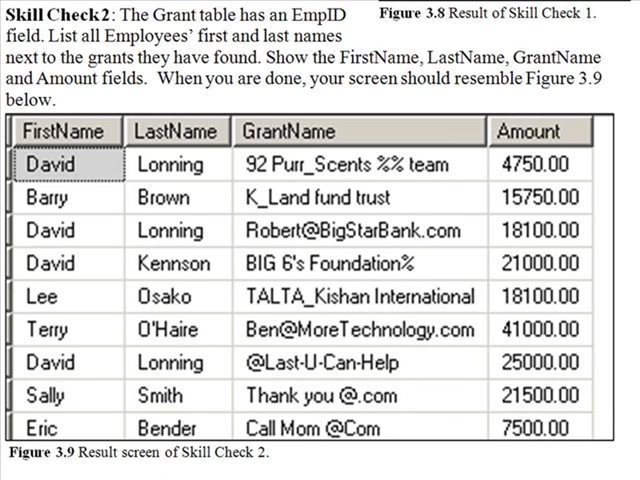 Skill Check 2: The Grant table has an EmpID
Figure 3.8 Result of Skill Check 1.
field. List all Employees' first and last names
next to the grants they have found. Show the FirstName, LastName, GrantName
and Amount fields. When you are done, your screen should resemble Figure 3.9
below.
FirstName LastName GrantName Amount
David Lonning 92 Purr_Scents %% team 4750.00
Barry Brown K_Land fund trust 15750.00
David Lonning Robert@BigStarBank.com 18100.00
David Kennson BIG 6's Foundation% 21000.00
Lee Osako TALTA_Kishan International 18100.00
Terry O'Haire Ben@MoreTechnology.com 41000.00
David Lonning @Last-U-Can-Help 25000.00
Sally Smith Thank you @.com 21500.00
Eric Bender Call Mom @Com 7500.00
Figure 3.9 Result screen of Skill Check 2.